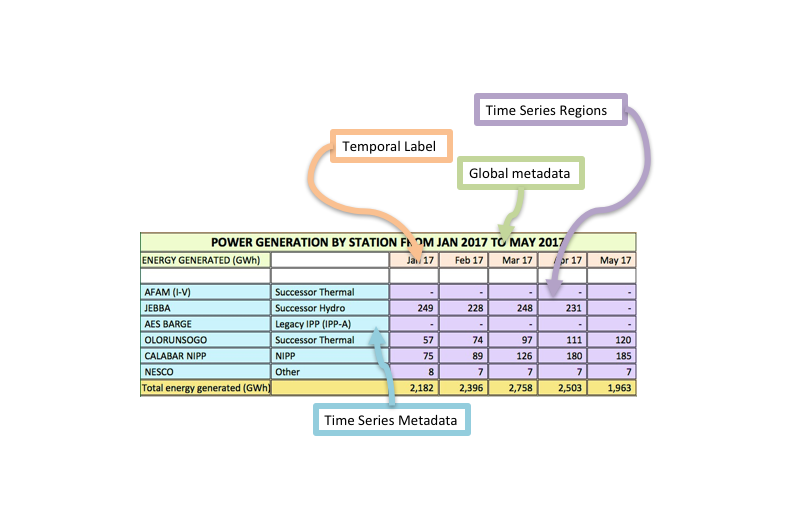 Time Series Regions
Temporal Label
Global metadata
POWER GENERATION BY STATION FROM JAN 2017 TO MAY 2017
ENERGY GENERATED (GWh) Jan 17 Feb 17 Mar 17 Apr 17 May 17
AFAM (I-V) Successor Thermal - - - - -
JEBBA Successor Hydro 249 228 248 231 -
AES BARGE Legacy IPP (IPP-A) - - - - -
OLORUNSOGO Successor Thermal 57 74 97 111 120
CALABAR NIPP NIPP 75 89 126 180 185
NESCO Other 8 7 7 7 7
Total energy generated (GWh) 2,182 2,396 2,758 2,503 1,963
Time Series Metadata